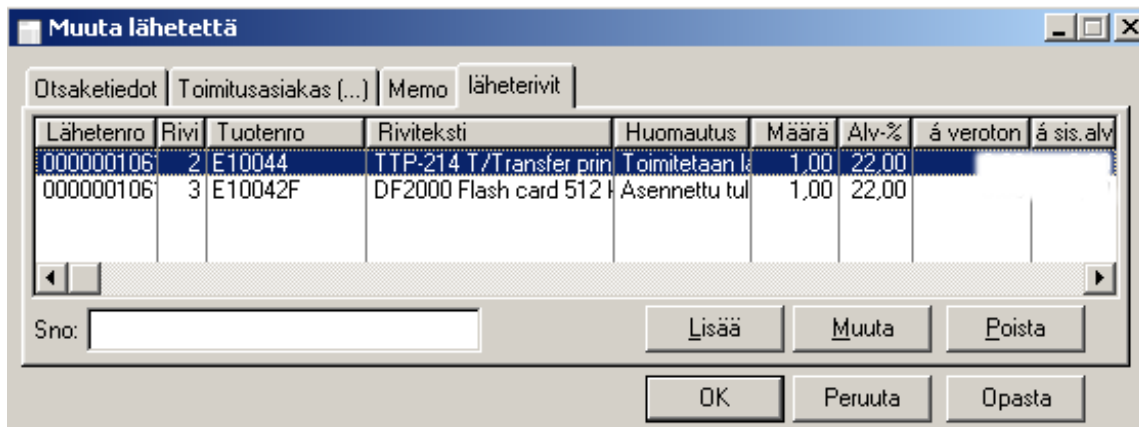 Muuta lähetettä
Otsaketiedot Toimitusasiakas (...) Memo läheterivit
Lähetenro Rivi Tuotenro Riviteksti Huomautus Määrä Alv-% á veroton á sis.alv
000000106 2 E10044 TTP-214 T/Transfer prin Toimitetaan 1,00 22,00
000000106 3 E10042F DF2000 Flash card 512 Asennettu tul 1,00 22,00
Sno: Lisää Muuta Poista
OK Peruuta Opasta